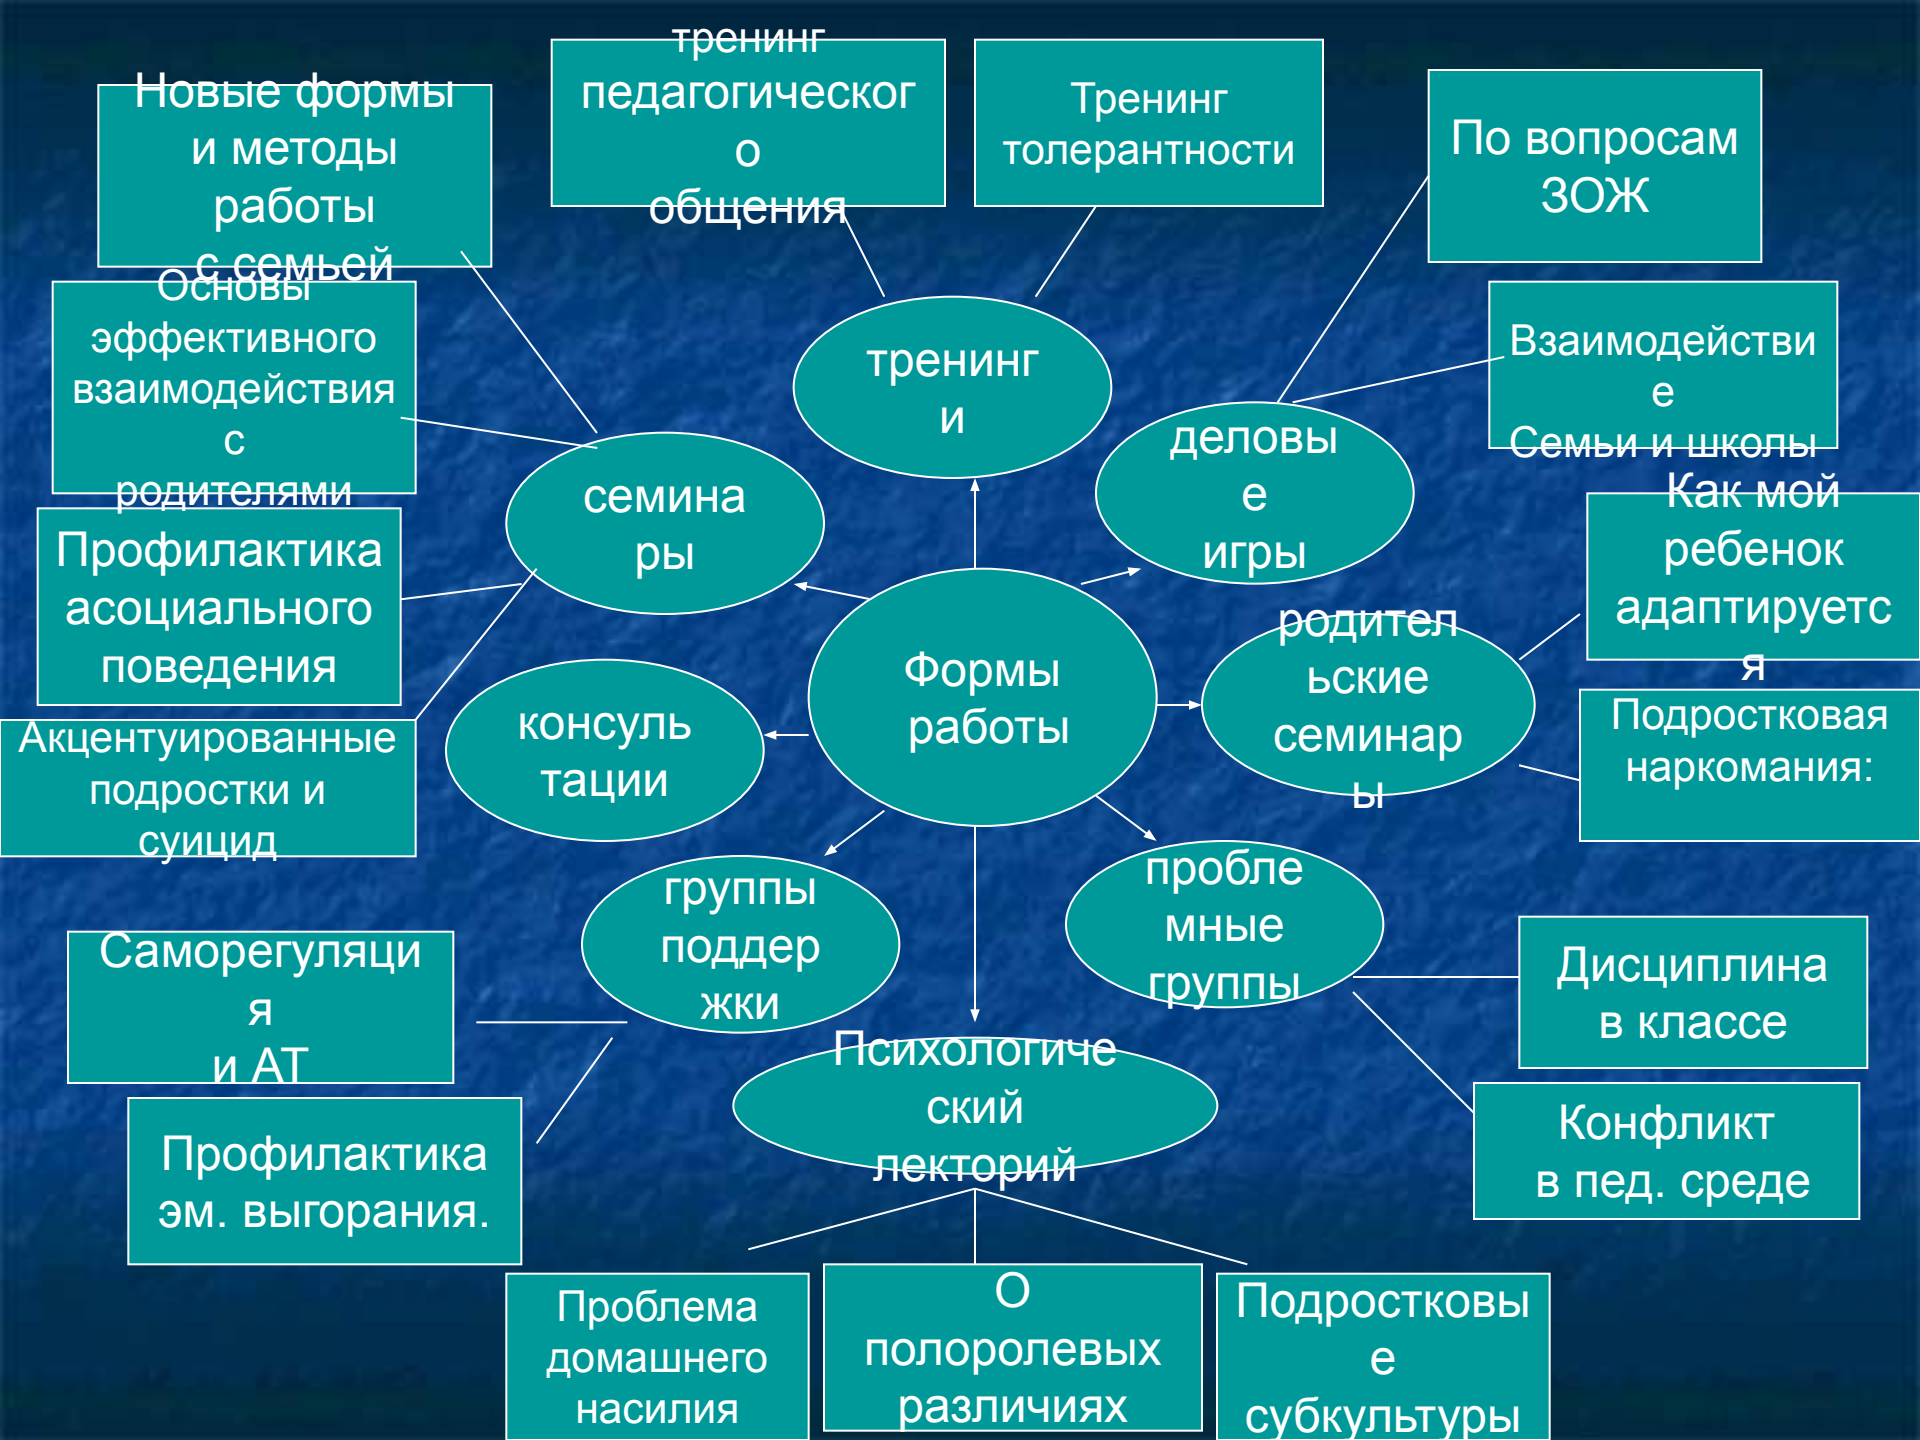 тренинг
педагогическог
о
общения
Тренинг
толерантности
Новые формы
и методы
работы
с семьей
По вопросам
ЗОЖ
Основы
эффективного
взаимодействия
с
родителями
Взаимодействи
е
Семьи и школы
тренинг
и
деловы
е
игры
семина
ры
Как мой
ребенок
адаптируетс
я
Профилактика
асоциального
поведения
Формы
работы
родител
ьские
семинар
ы
консуль
тации
Подростковая
наркомания:
Акцентуированные
подростки и
суицид
группы
поддер
жки
пробле
мные
группы
Саморегуляци
я
и АТ
Дисциплина
в классе
Психологиче
ский
лекторий
Профилактика
эм. выгорания.
Конфликт
в пед. среде
Проблема
домашнего
насилия
О
полоролевых
различиях
Подростковы
е
субкультуры